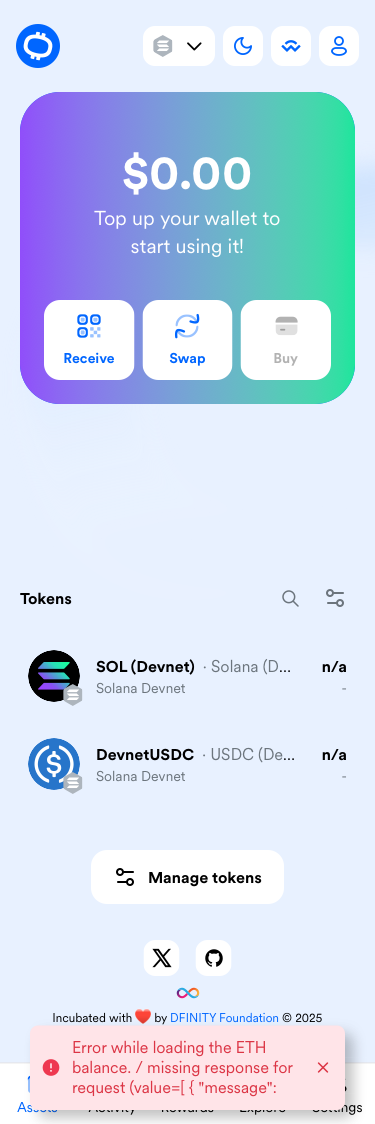 $0.00
Top up your wallet to
start using it!
Receive
Swap
Buy
Tokens
SOL (Devnet) · Solana (D... n/a
Solana Devnet -
DevnetUSDC · USDC (De... n/a
Solana Devnet -
Manage tokens
Incubated with ❤️ by DFINITY Foundation © 2025
Error while loading the ETH
balance. / missing response for
request (value=[ { "message":
Assets Activity Rewards Explore Settings